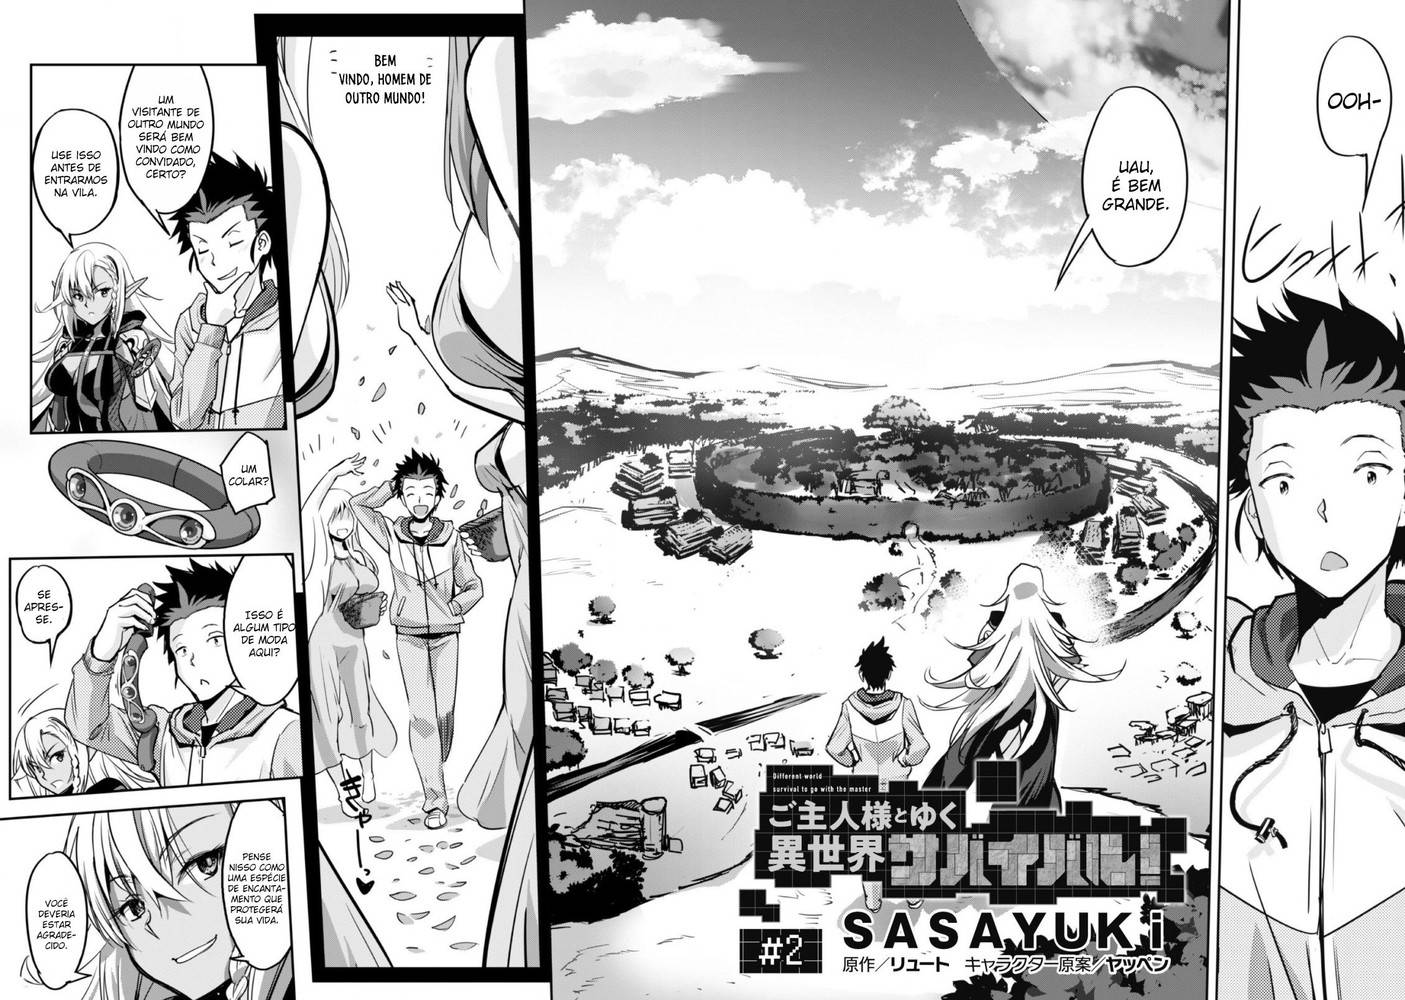 OOH-
UAU,
É BEM
GRANDE.
Different world
survival to go with the master
ご主人様とゆく
異世界サバイバル!
#2
SASAYUKi
原作/リュート キャラクター原案/ヤッペン
BEM
VINDO, HOMEM DE
OUTRO MUNDO!
UM
VISITANTE DE
OUTRO MUNDO
SERÁ BEM
VINDO COMO
CONVIDADO,
CERTO?
USE ISSO
ANTES DE
ENTRARMOS
NA VILA.
UM
COLAR?
ISSO É
ALGUM TIPO
DE MODA
AQUI?
SE
APRES-
SE.
PENSE
NISSO COMO
UMA ESPÉCIE
DE ENCANTA-
MENTO QUE
PROTEGERÁ
SUA VIDA.
VOCÊ
DEVERIA
ESTAR
AGRADE-
CIDO.